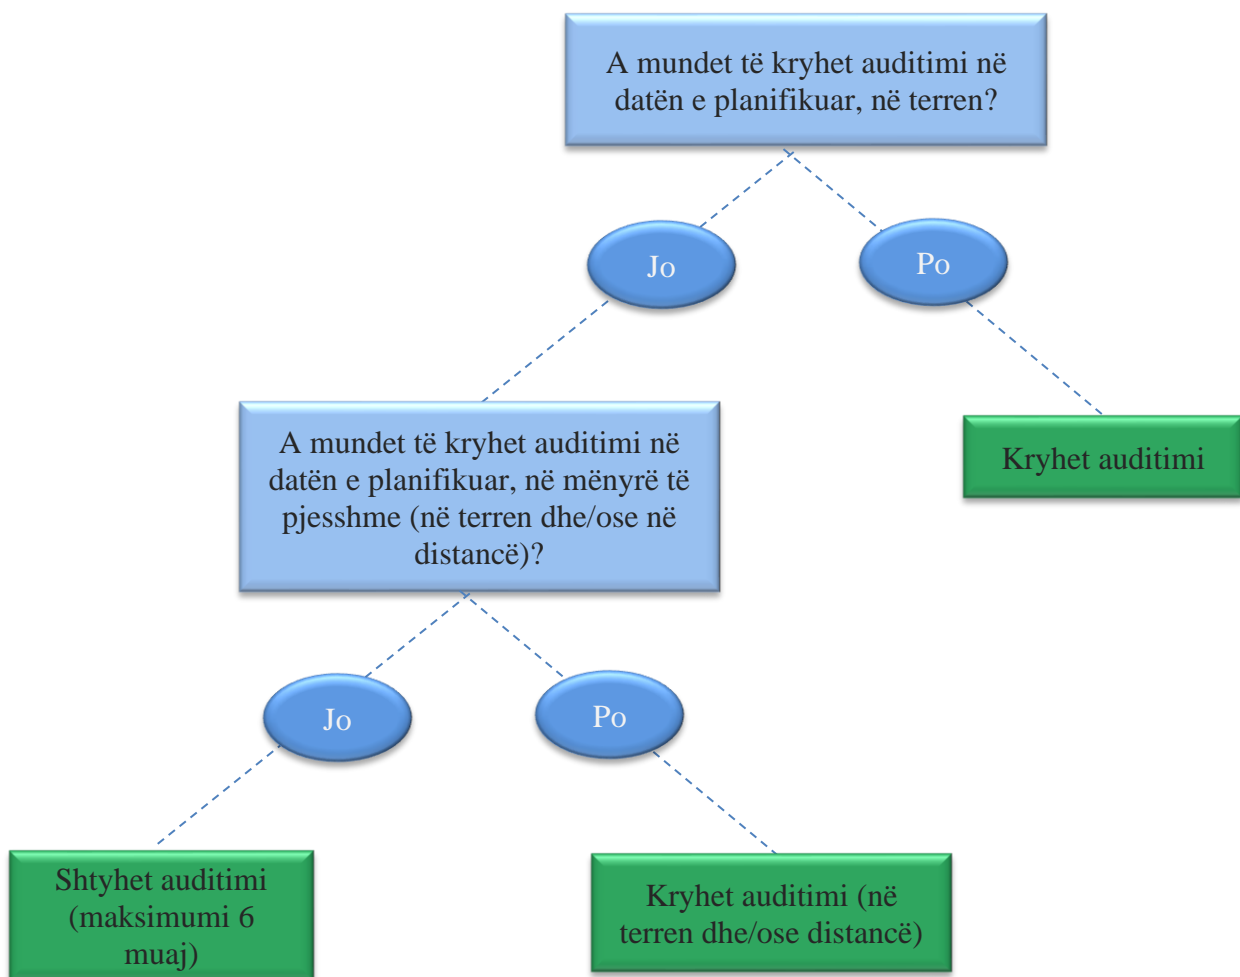 A mundet të kryhet auditimi në
datën e planifikuar, në terren?
Jo
Po
A mundet të kryhet auditimi në
datën e planifikuar, në mënyrë të
pjesshme (në terren dhe/ose në
distancë)?
Kryhet auditimi
Jo
Po
Shtyhet auditimi
(maksimumi 6
muaj)
Kryhet auditimi (në
terren dhe/ose distancë)